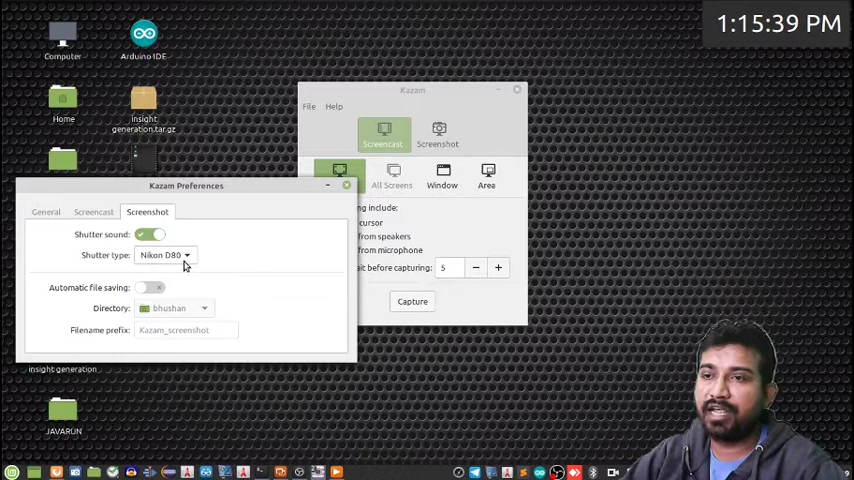 1:15:39 PM
Computer
Arduino IDE
Home
insight
generation.tar.gz
Kazam
File Help
Screencast
Screenshot
All Screens
Window
Area
ing include:
cursor
from speakers
from microphone
ait before capturing: 5
Capture
Kazam Preferences
General
Screencast
Screenshot
Shutter sound:
Shutter type: Nikon D80
Automatic file saving:
Directory: bhushan
Filename prefix: Kazam_screenshot
insight generation
JAVARUN